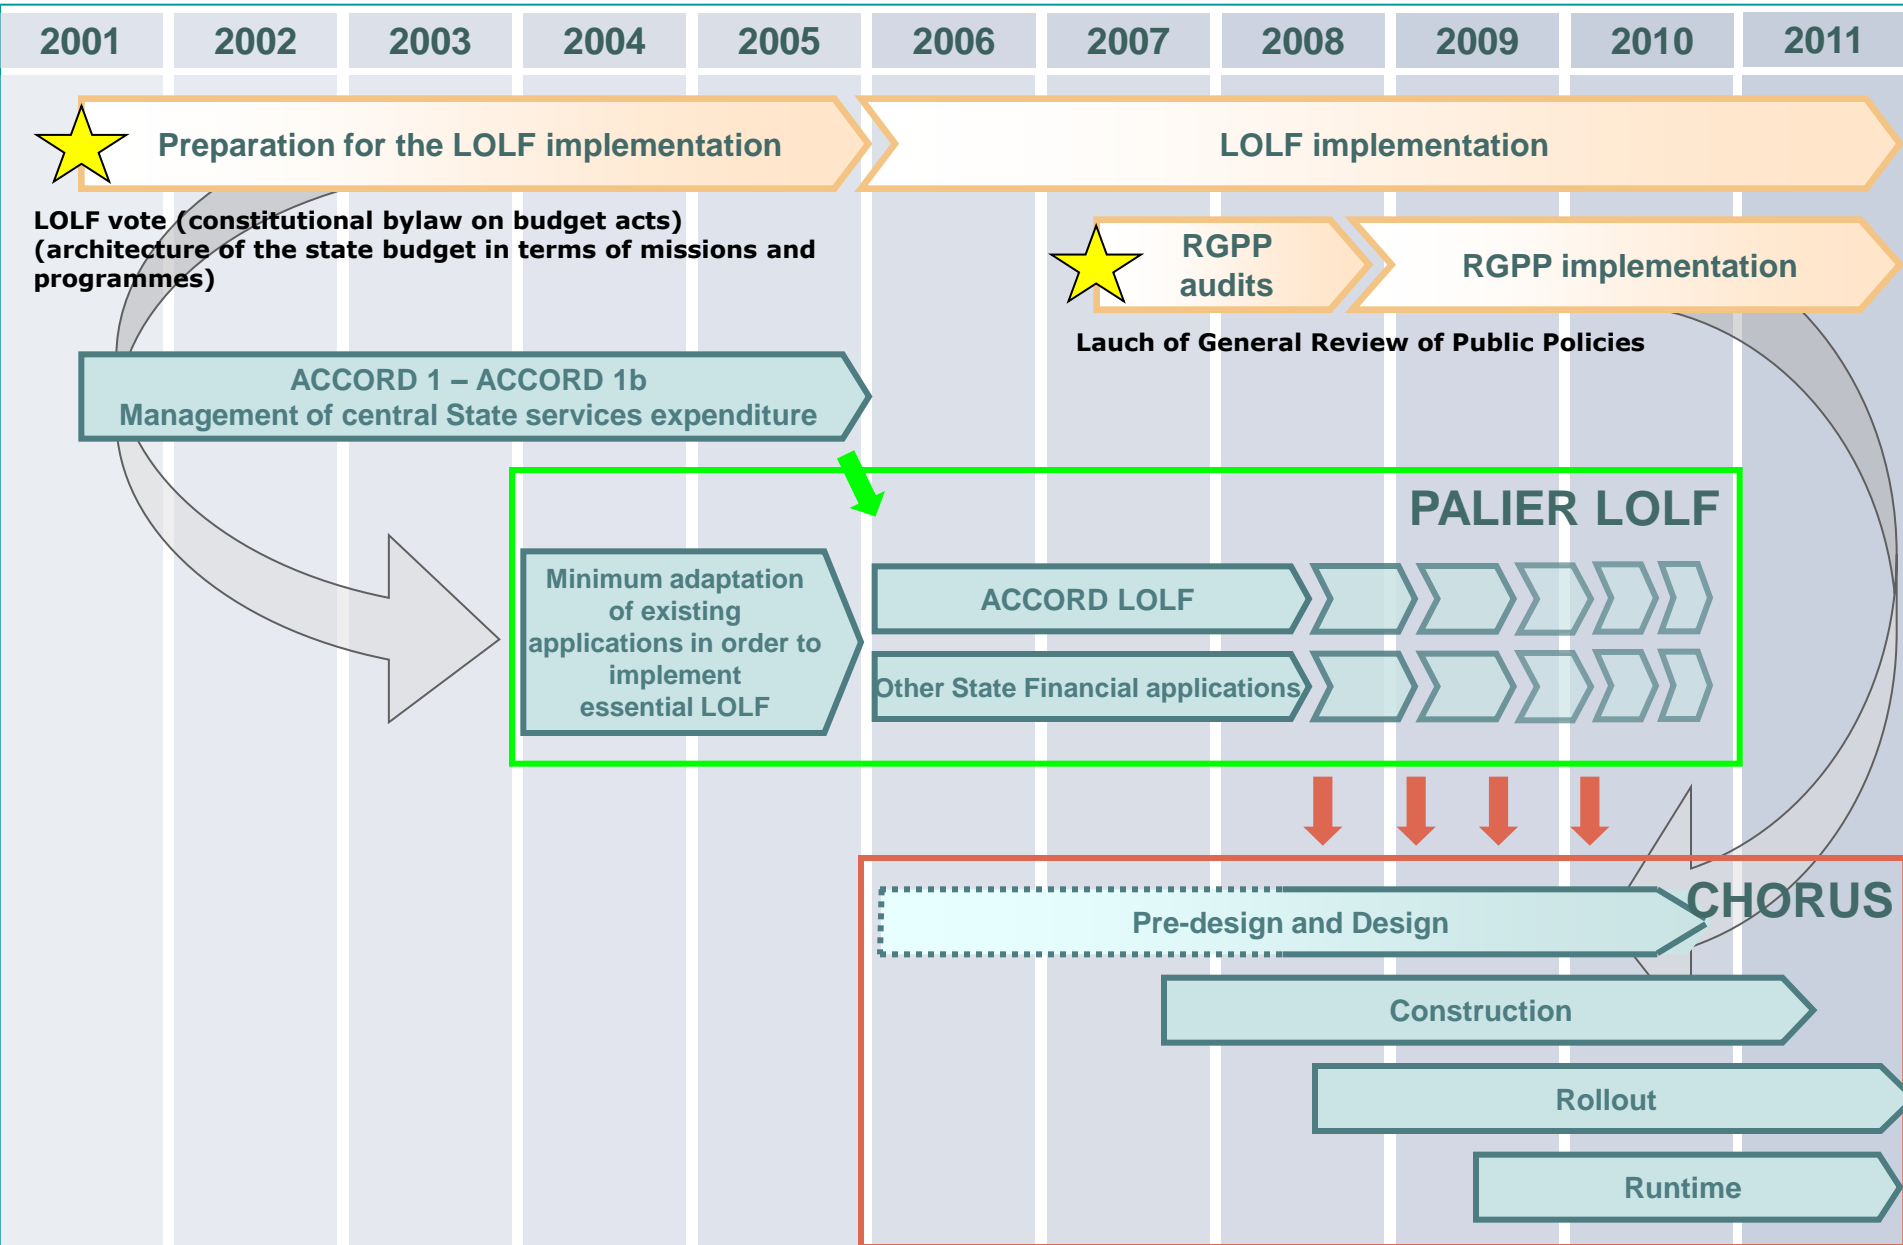 2001 2002 2003 2004 2005 2006 2007 2008 2009 2010 2011
Preparation for the LOLF implementation
LOLF implementation
LOLF vote (constitutional bylaw on budget acts)
(architecture of the state budget in terms of missions and
programmes)
RGPP
audits
RGPP implementation
Lauch of General Review of Public Policies
ACCORD 1 – ACCORD 1b
Management of central State services expenditure
PALIER LOLF
Minimum adaptation
of existing
applications in order to
implement
essential LOLF
ACCORD LOLF
Other State Financial applications
CHORUS
Pre-design and Design
Construction
Rollout
Runtime